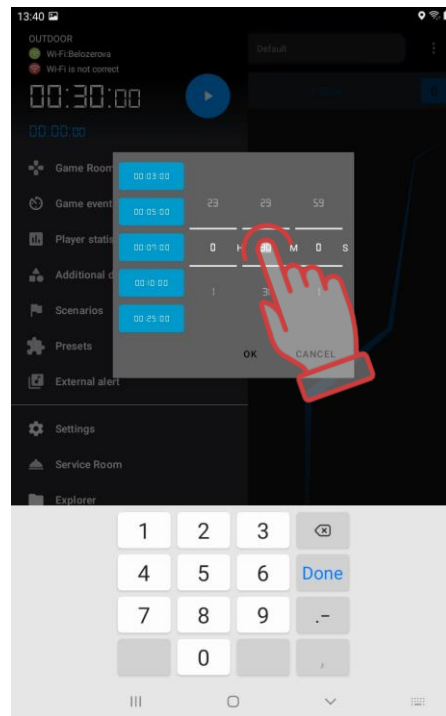 13:40
OUTDOOR
Wi-Fi:Belozerova
Wi-Fi is not correct
Default
00:30:00
00:00:00
Game Room
Game event
Player statis
Additional d
Scenarios
Presets
External alert
Settings
Service Room
Explorer
00:03:00
00:05:00
00:07:00
00:10:00
00:25:00
23 29 59
0 H 30 M 0 S
1 3 1
OK CANCEL
1 2 3
4 5 6 Done
7 8 9 .-
0 ,